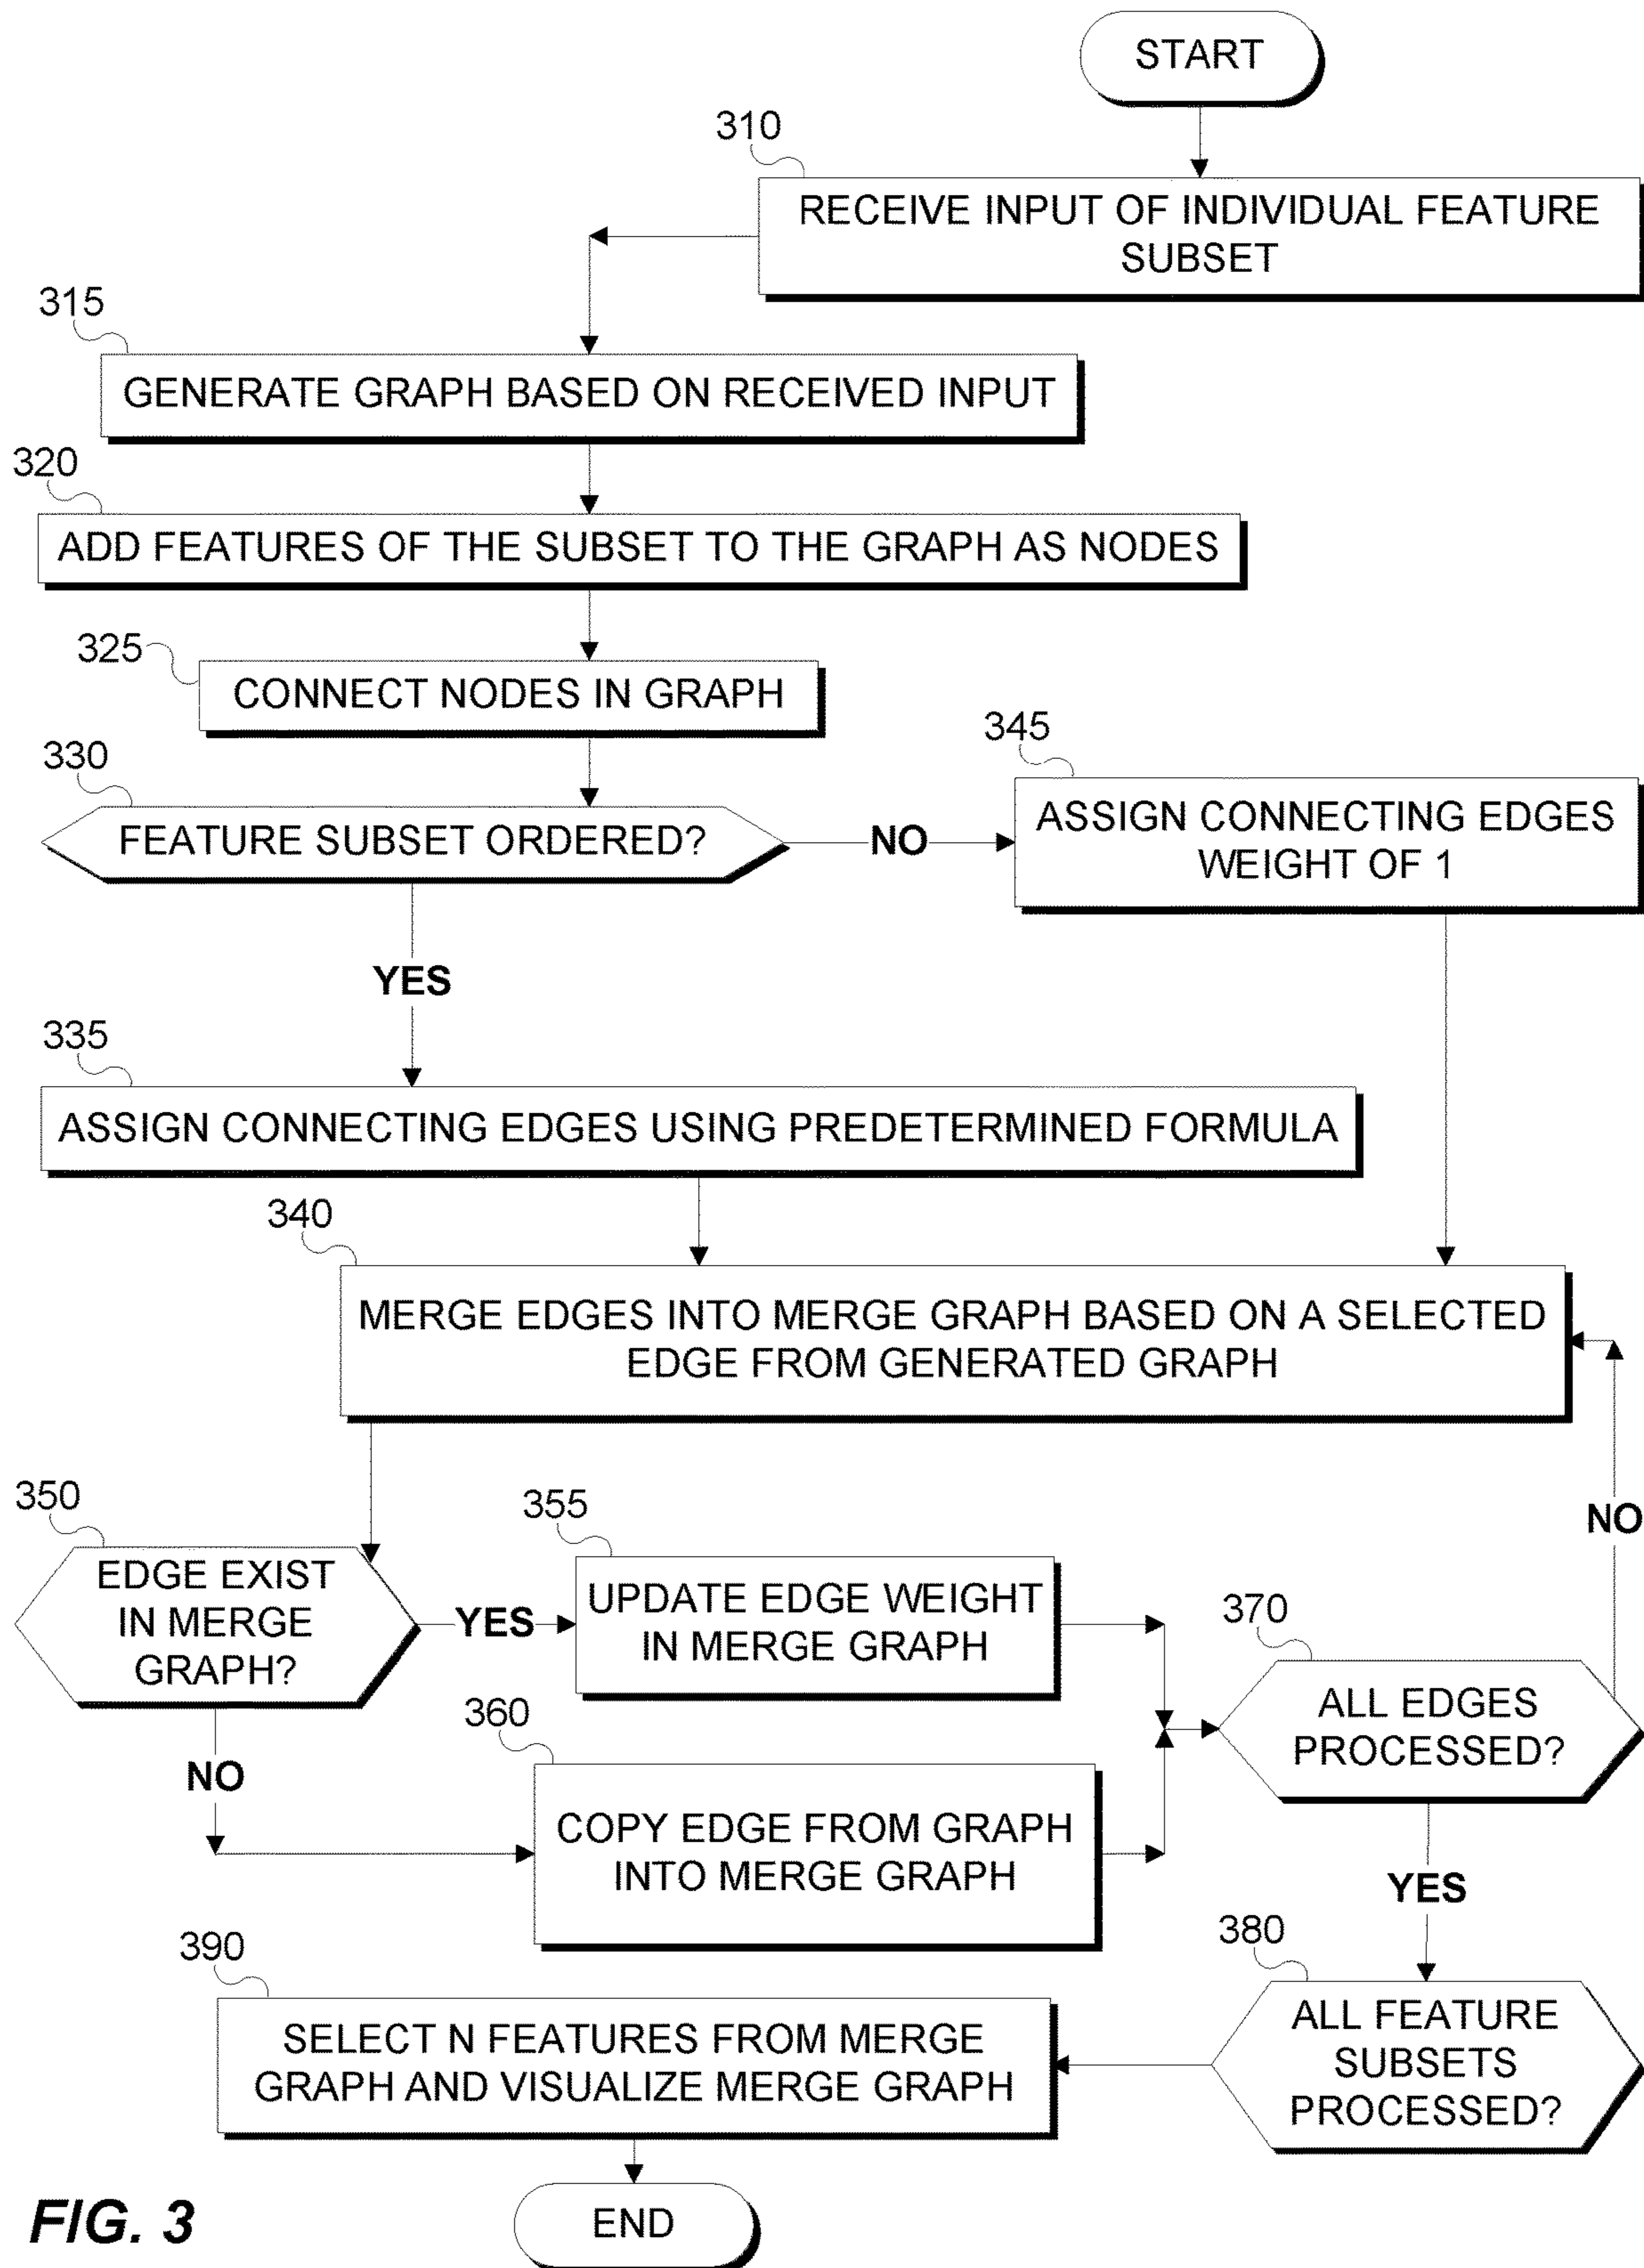 START
310
RECEIVE INPUT OF INDIVIDUAL FEATURE
SUBSET
315
GENERATE GRAPH BASED ON RECEIVED INPUT
320
ADD FEATURES OF THE SUBSET TO THE GRAPH AS NODES
325
CONNECT NODES IN GRAPH
330
FEATURE SUBSET ORDERED?
NO
345
ASSIGN CONNECTING EDGES
WEIGHT OF 1
YES
335
ASSIGN CONNECTING EDGES USING PREDETERMINED FORMULA
340
MERGE EDGES INTO MERGE GRAPH BASED ON A SELECTED
EDGE FROM GENERATED GRAPH
350
EDGE EXIST
IN MERGE
GRAPH?
YES
355
UPDATE EDGE WEIGHT
IN MERGE GRAPH
NO
360
COPY EDGE FROM GRAPH
INTO MERGE GRAPH
370
ALL EDGES
PROCESSED?
NO
YES
380
ALL FEATURE
SUBSETS
PROCESSED?
390
SELECT N FEATURES FROM MERGE
GRAPH AND VISUALIZE MERGE GRAPH
END
FIG. 3